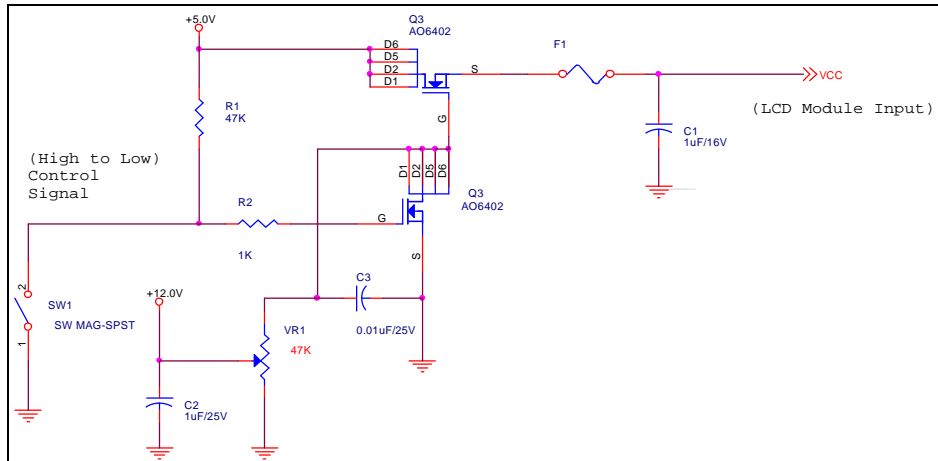 +5.0V
Q3
AO6402
D6
D5
D2
D1
S
G
F1
VCC
(LCD Module Input)
R1
47K
C1
1uF/16V
(High to Low)
Control
Signal
D1
D2
D5
D6
Q3
AO6402
R2
G
1K
S
2
SW1
SW MAG-SPST
1
+12.0V
C3
0.01uF/25V
VR1
47K
C2
1uF/25V